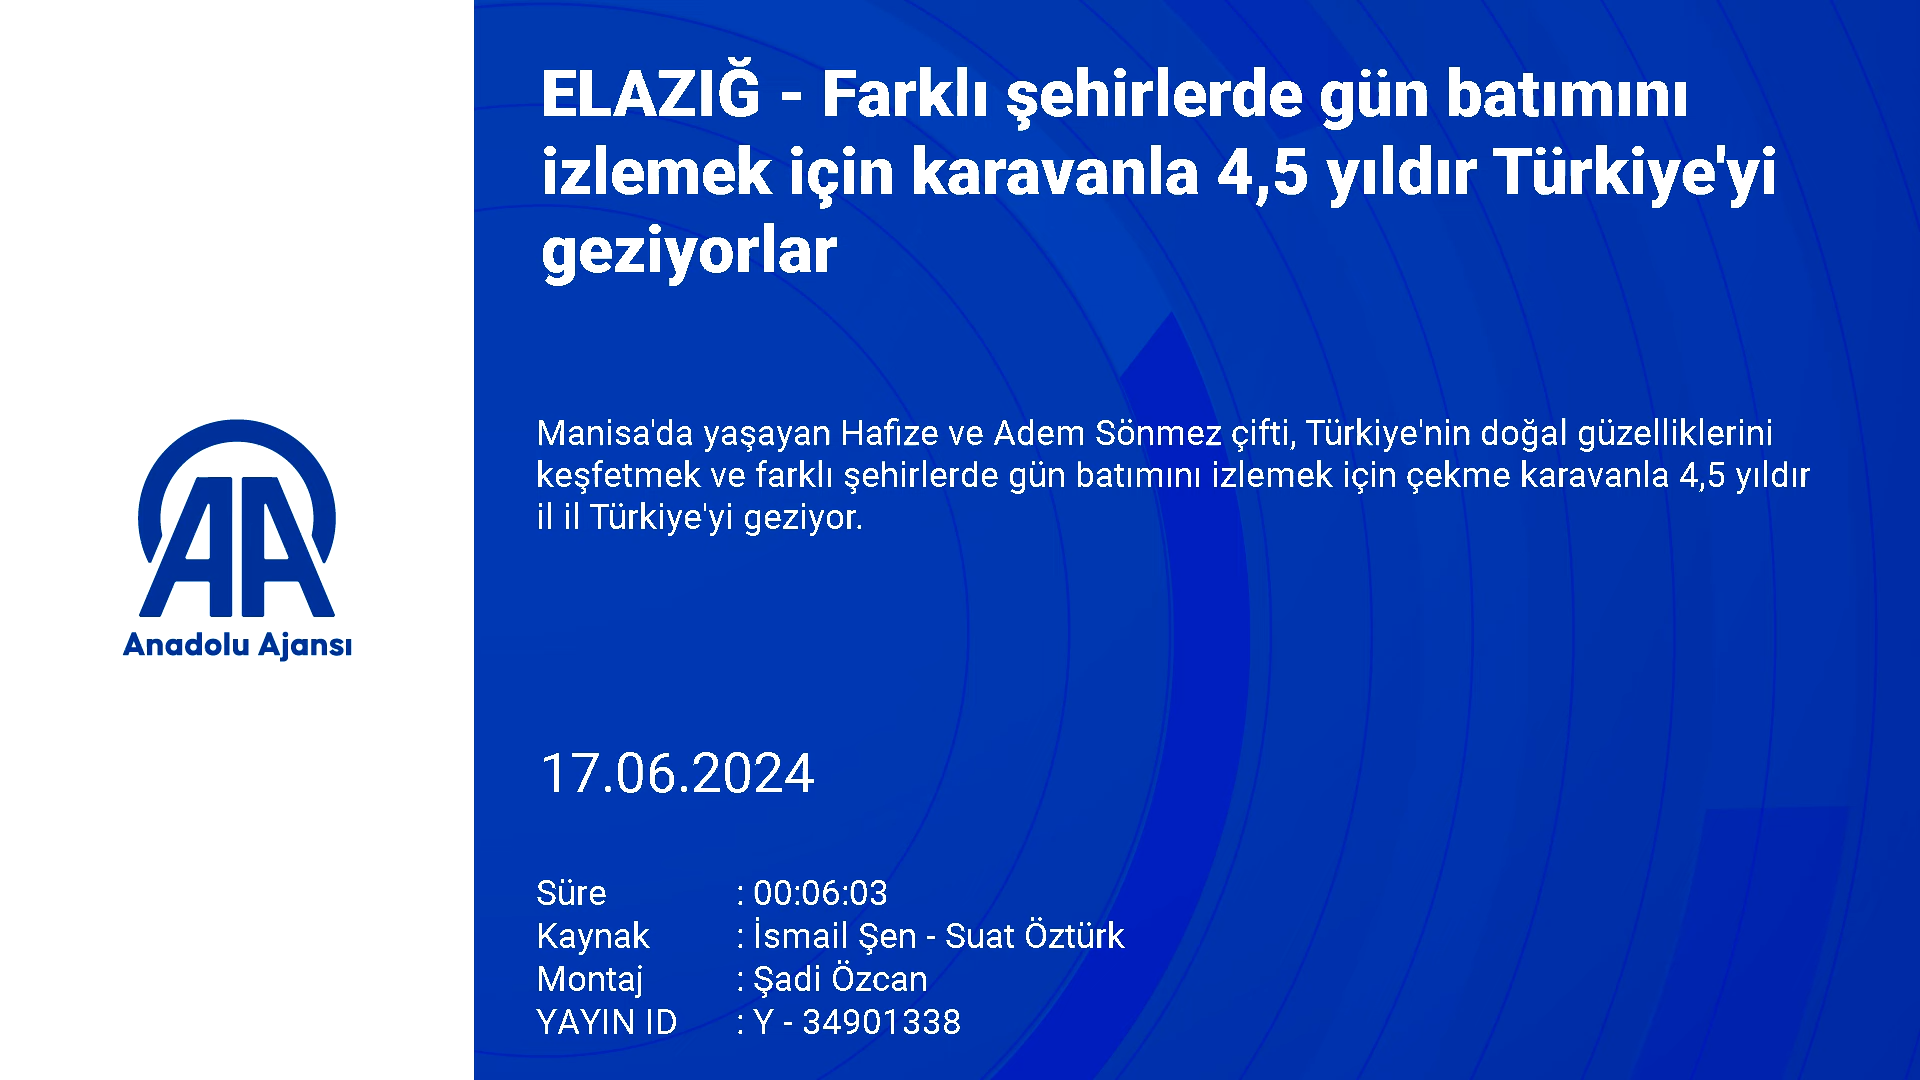 ELAZIĞ - Farklı şehirlerde gün batımını
izlemek için karavanla 4,5 yıldır Türkiye'yi
geziyorlar
Manisa'da yaşayan Hafize ve Adem Sönmez çifti, Türkiye'nin doğal güzelliklerini
keşfetmek ve farklı şehirlerde gün batımını izlemek için çekme karavanla 4,5 yıldır
il il Türkiye'yi geziyor.
AA
Anadolu Ajansı
17.06.2024
Süre : 00:06:03
Kaynak : İsmail Şen - Suat Öztürk
Montaj : Şadi Özcan
YAYIN ID : Y - 34901338